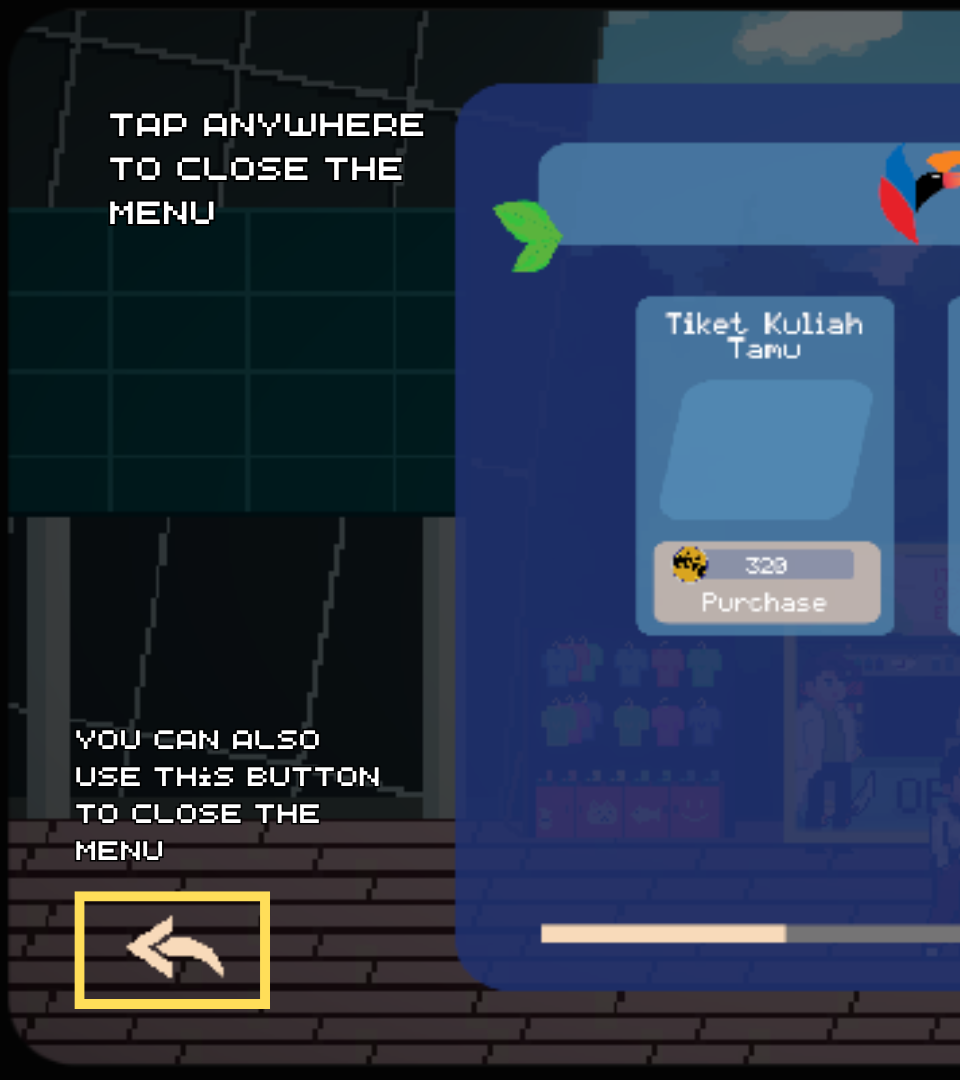 TAP ANYWHERE
TO CLOSE THE
MENU
Tiket Kuliah
Tamu
320
Purchase
YOU CAN ALSO
USE THiS BUTTON
TO CLOSE THE
MENU